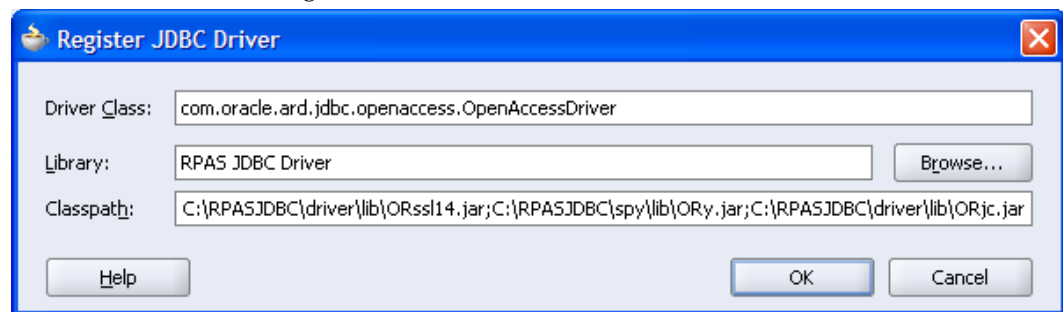 Register JDBC Driver
Driver Class: com.oracle.ard.jdbc.openaccess.OpenAccessDriver
Library: RPAS JDBC Driver Browse...
Classpath: C:\RPASJDBC\driver\lib\ORssl14.jar;C:\RPASJDBC\spy\lib\ORy.jar;C:\RPASJDBC\driver\lib\ORjc.jar
Help OK Cancel